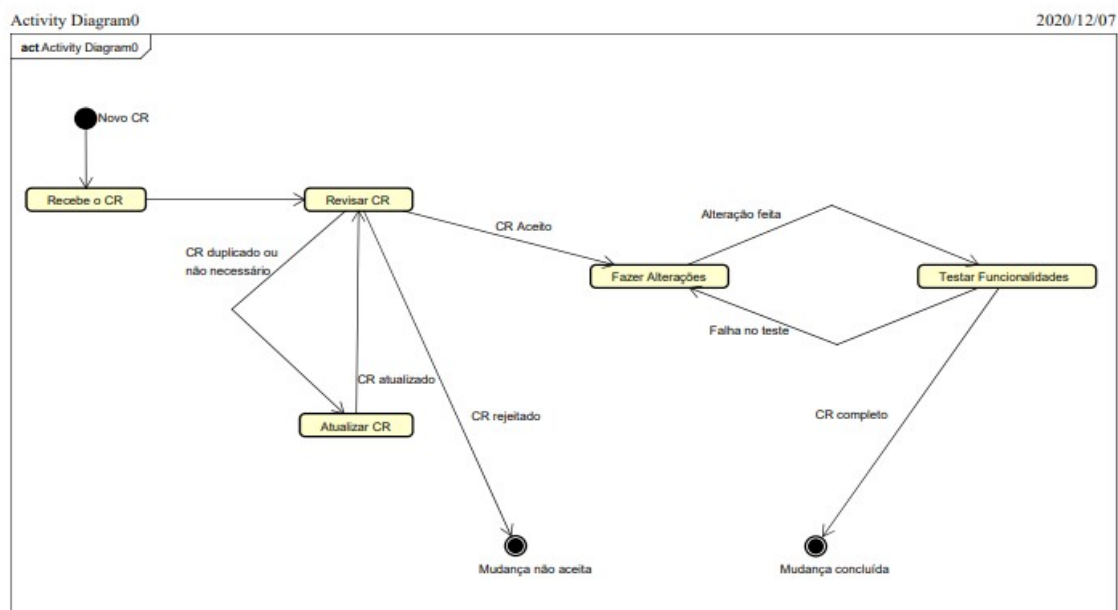 Activity Diagram0
2020/12/07
act Activity Diagram0
Novo CR
Recebe o CR
Revisar CR
CR Aceito
Alteração feita
CR duplicado ou
não necessário
Fazer Alterações
Testar Funcionalidades
Falha no teste
CR atualizado
CR rejeitado
CR completo
Atualizar CR
Mudança não aceita
Mudança concluída